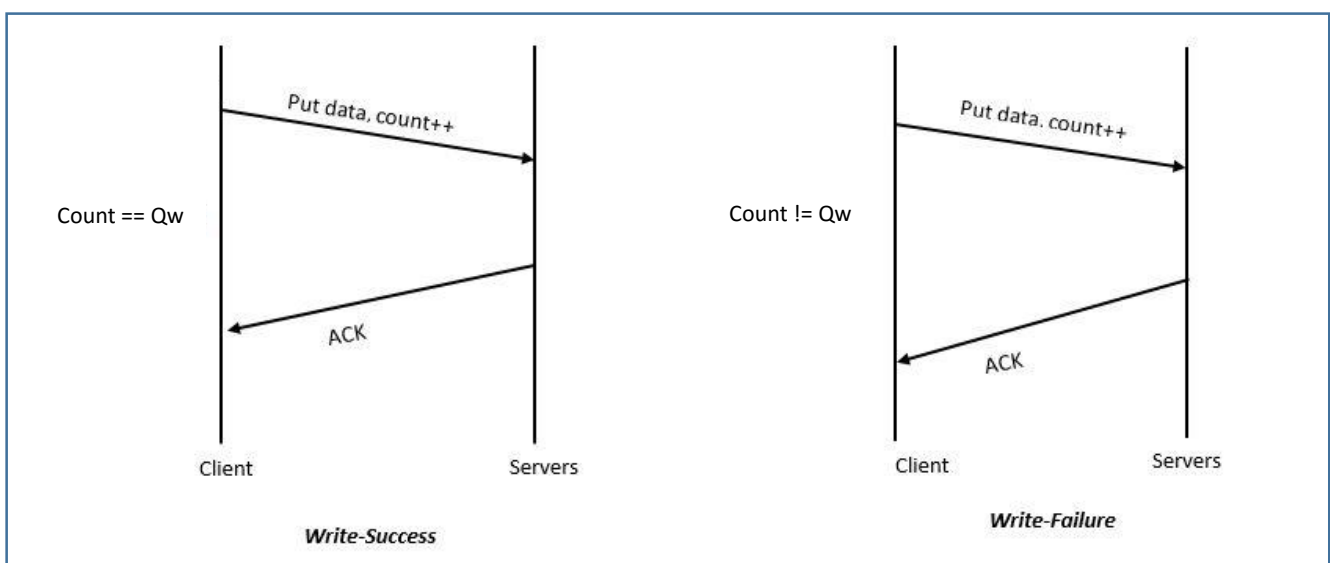 Put data, count++
Count == Qw
ACK
Client
Servers
Write-Success
Put data. count++
Count != Qw
ACK
Client
Servers
Write-Failure